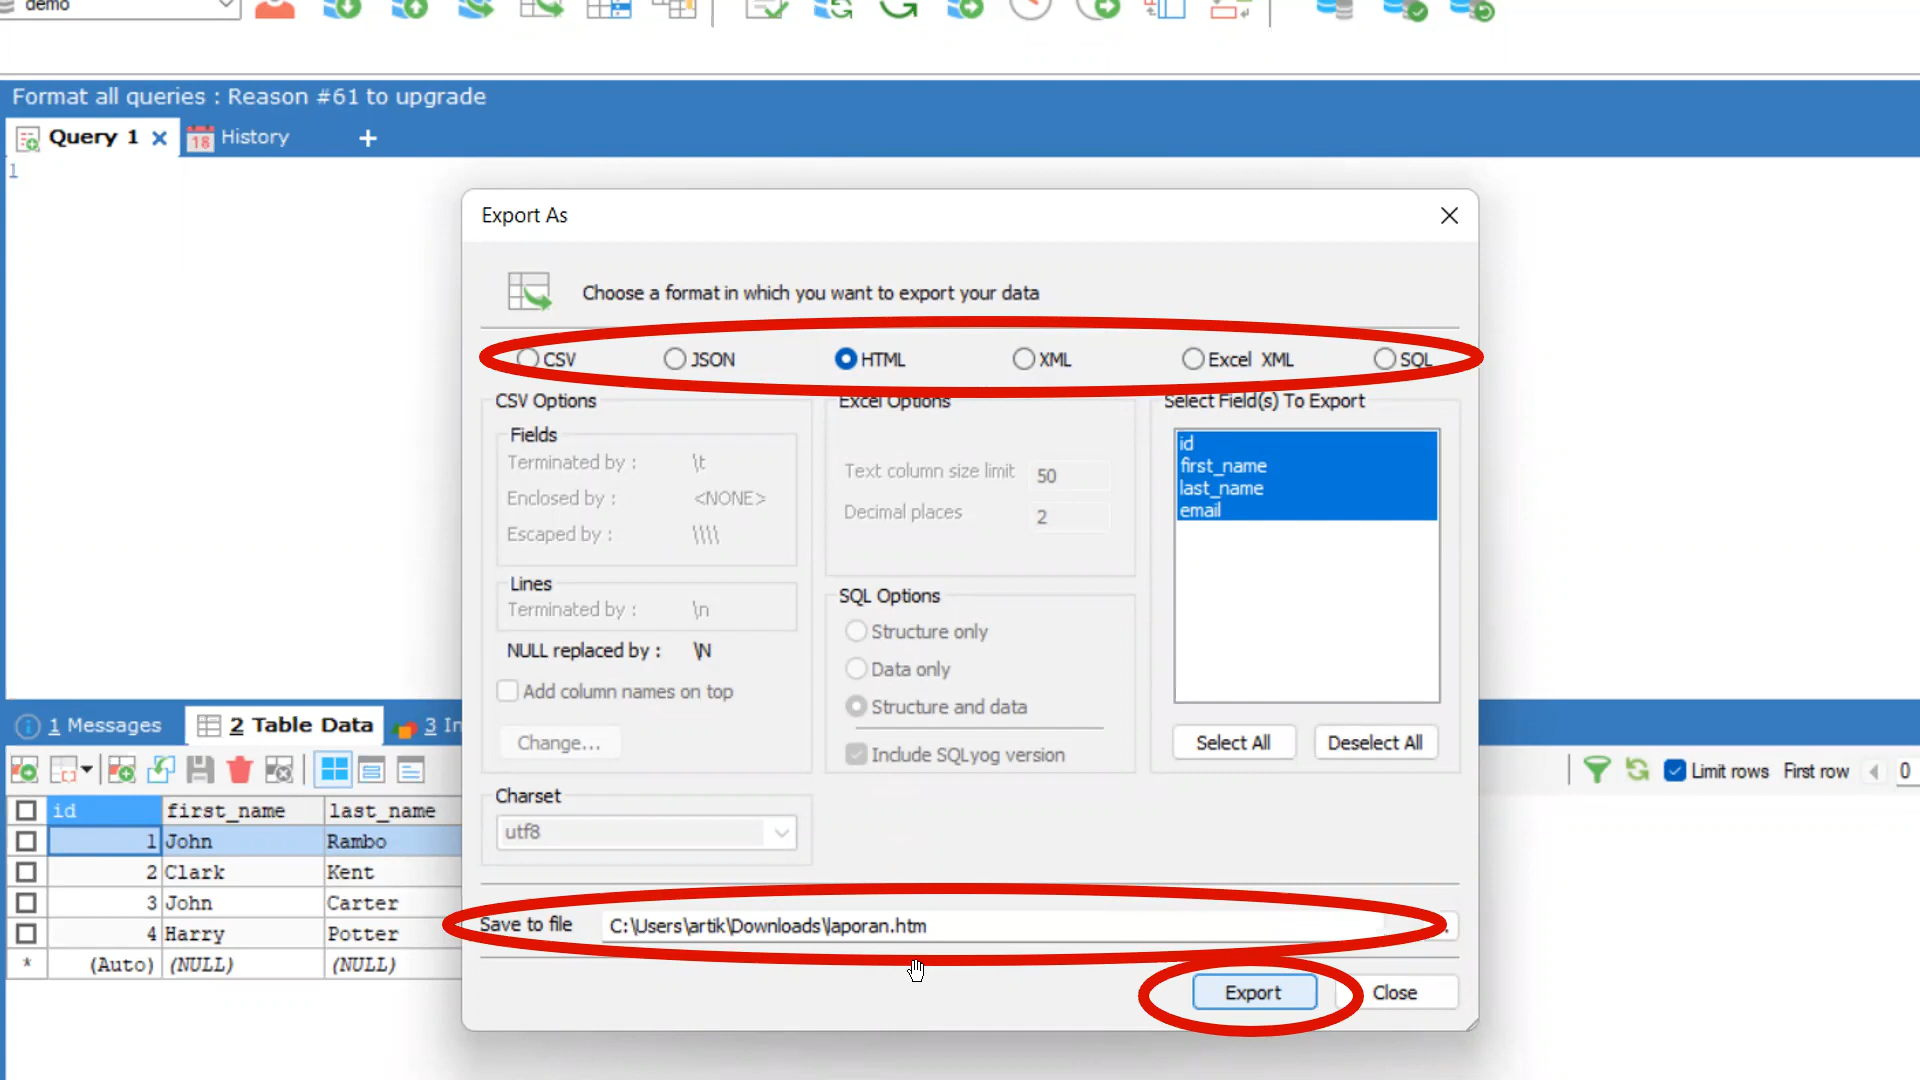 demo
Format all queries : Reason #61 to upgrade
Query 1
18
History
1
Export As
Choose a format in which you want to export your data
CSV
JSON
HTML
XML
Excel XML
SQL
CSV Options
Fields
Terminated by : \t
Enclosed by : <NONE>
Escaped by : \\\\
Lines
Terminated by : \n
NULL replaced by : \N
Add column names on top
Change...
Excel Options
Text column size limit 50
Decimal places 2
SQL Options
Structure only
Data only
Structure and data
Include SQLyog version
Select Field(s) To Export
id
first_name
last_name
email
Select All
Deselect All
Charset
utf8
Save to file C:\Users\artik\Downloads\laporan.htm
Export
Close
1 Messages
2 Table Data
3
Limit rows First row 0
id first_name last_name
1 John Rambo
2 Clark Kent
3 John Carter
4 Harry Potter
* (Auto) (NULL) (NULL)